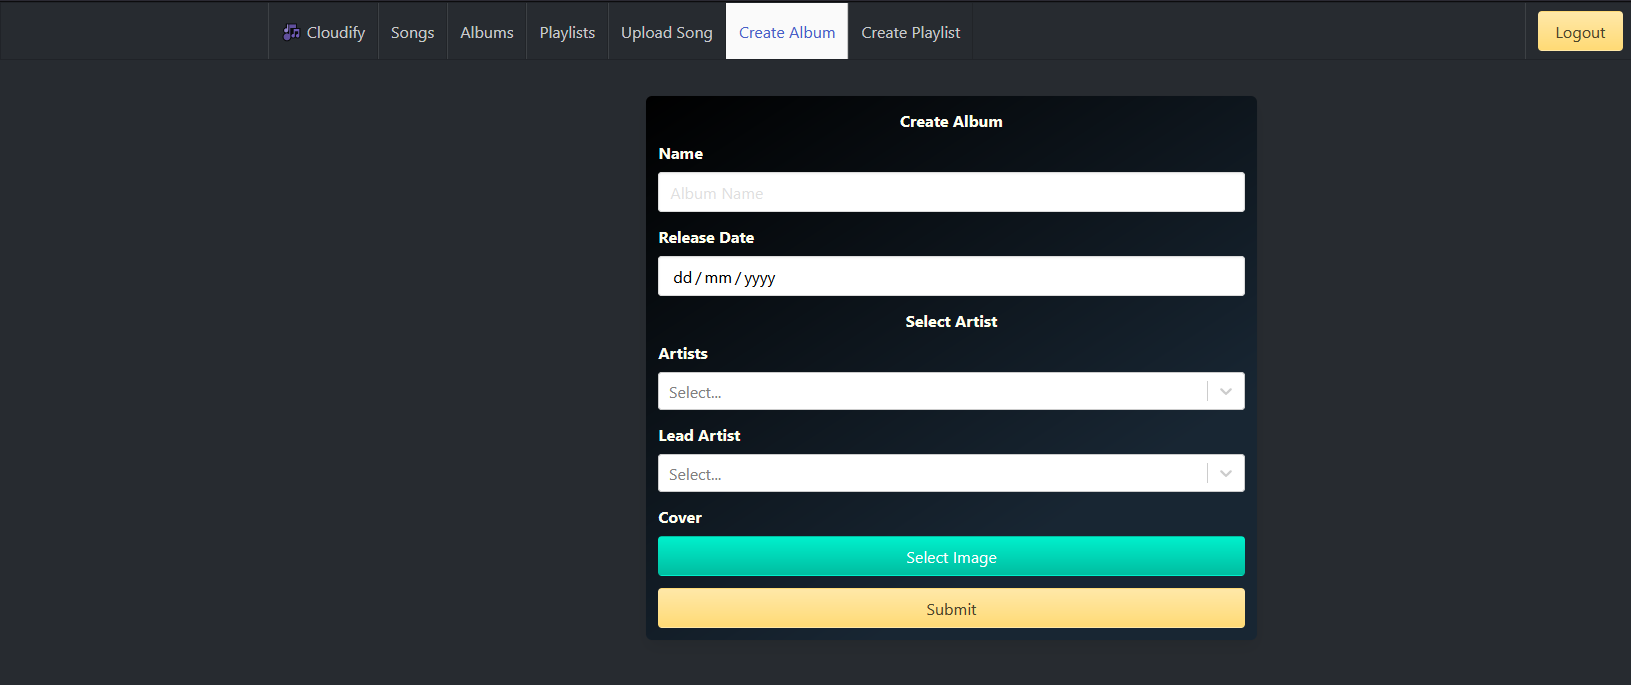 Cloudify Songs Albums Playlists Upload Song Create Album Create Playlist Logout
Create Album
Name
Album Name
Release Date
dd/mm/yyyy
Select Artist
Artists
Select...
Lead Artist
Select...
Cover
Select Image
Submit